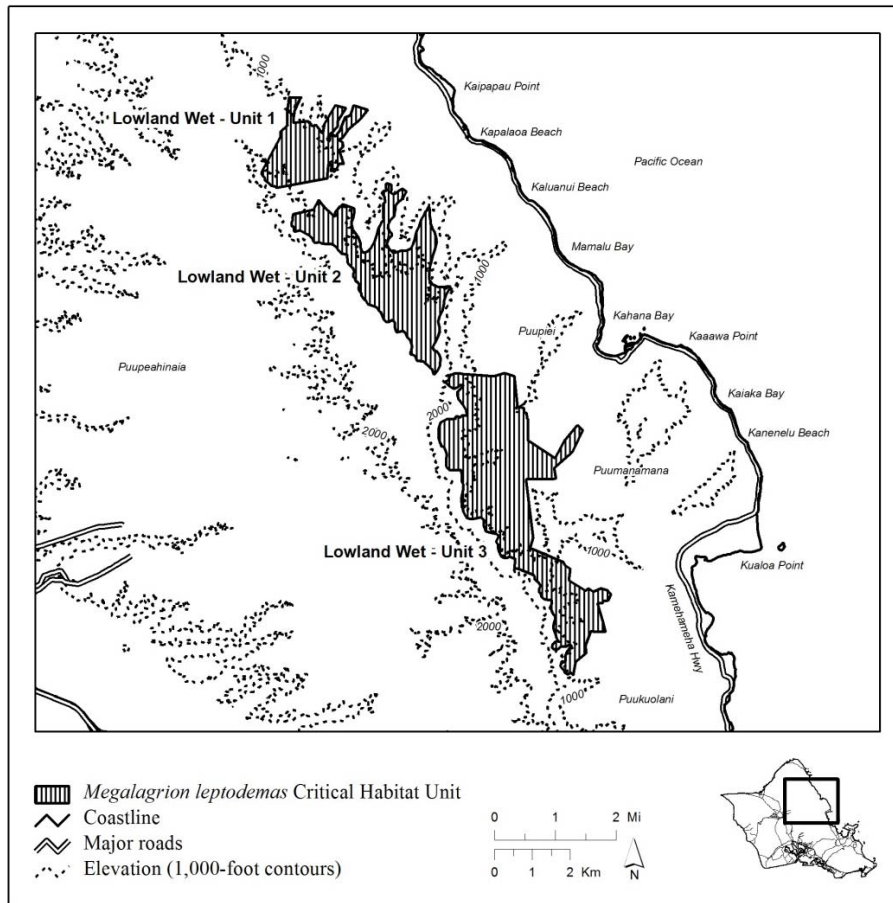 1000
Kaipapau Point
Lowland Wet - Unit 1
Kapalaoa Beach
Pacific Ocean
Kaluanui Beach
Mamalu Bay
Lowland Wet - Unit 2
1000
Kahana Bay
Puupiei
Kaaawa Point
Puupeahinaia
2000
Kaiaka Bay
2000
Kanenelu Beach
Puumanamana
Lowland Wet - Unit 3
1000
Kualoa Point
Kamehameha Hwy
2000
1000
Puukuolani
Megalagrion leptodemas Critical Habitat Unit
Coastline
Major roads
Elevation (1,000-foot contours)
0 1 2 Mi
0 1 2 Km
N